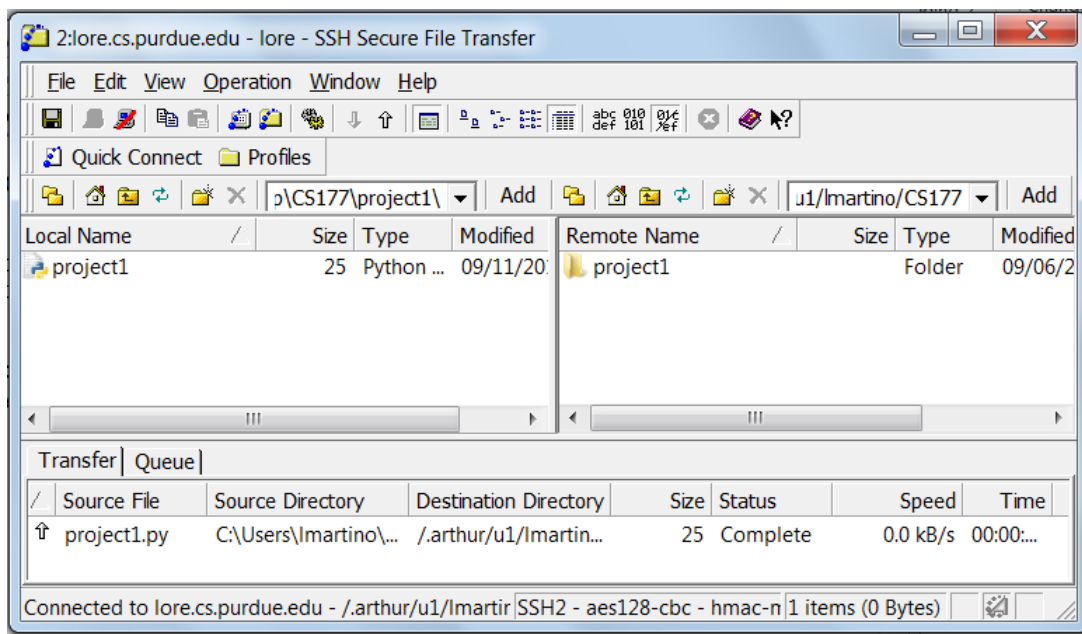 2:lore.cs.purdue.edu - lore - SSH Secure File Transfer
File Edit View Operation Window Help
abc def 010 101
Quick Connect Profiles
p\CS177\project1\ Add u1/lmartino/CS177 Add
Local Name Size Type Modified Remote Name Size Type Modified
project1 25 Python ... 09/11/20 project1 Folder 09/06/2
Transfer Queue
Source File Source Directory Destination Directory Size Status Speed Time
project1.py C:\Users\lmartino\... /.arthur/u1/lmartin... 25 Complete 0.0 kB/s 00:00:...
Connected to lore.cs.purdue.edu - /.arthur/u1/lmartir SSH2 - aes128-cbc - hmac-n 1 items (0 Bytes)